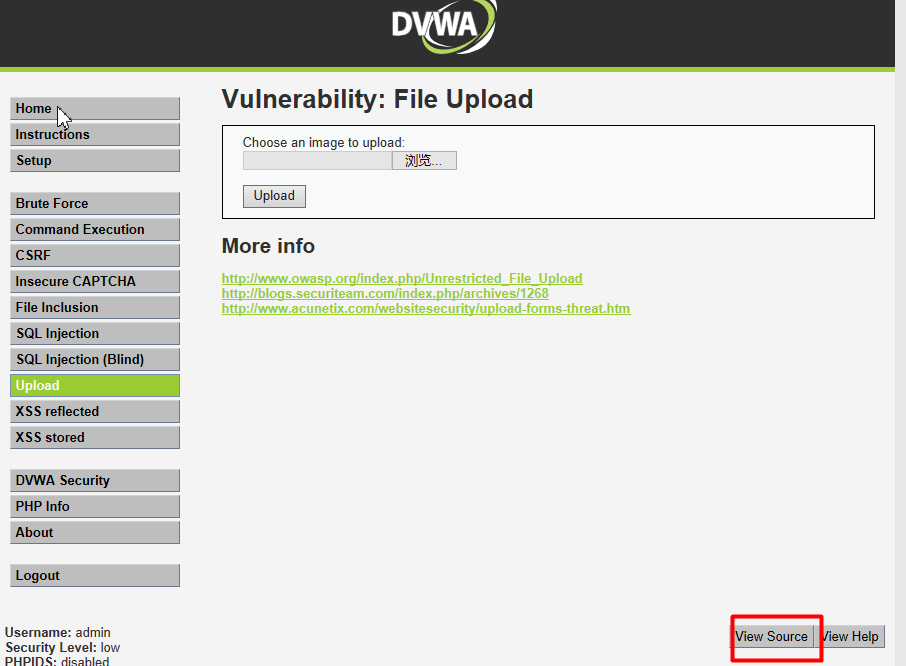 DVWA
Home
Instructions
Setup
Brute Force
Command Execution
CSRF
Insecure CAPTCHA
File Inclusion
SQL Injection
SQL Injection (Blind)
Upload
XSS reflected
XSS stored
DVWA Security
PHP Info
About
Logout
Username: admin
Security Level: low
PHPIDS: disabled
Vulnerability: File Upload
Choose an image to upload:
浏览...
Upload
More info
http://www.owasp.org/index.php/Unrestricted_File_Upload
http://blogs.securiteam.com/index.php/archives/1268
http://www.acunetix.com/websitesecurity/upload-forms-threat.htm
View Source View Help